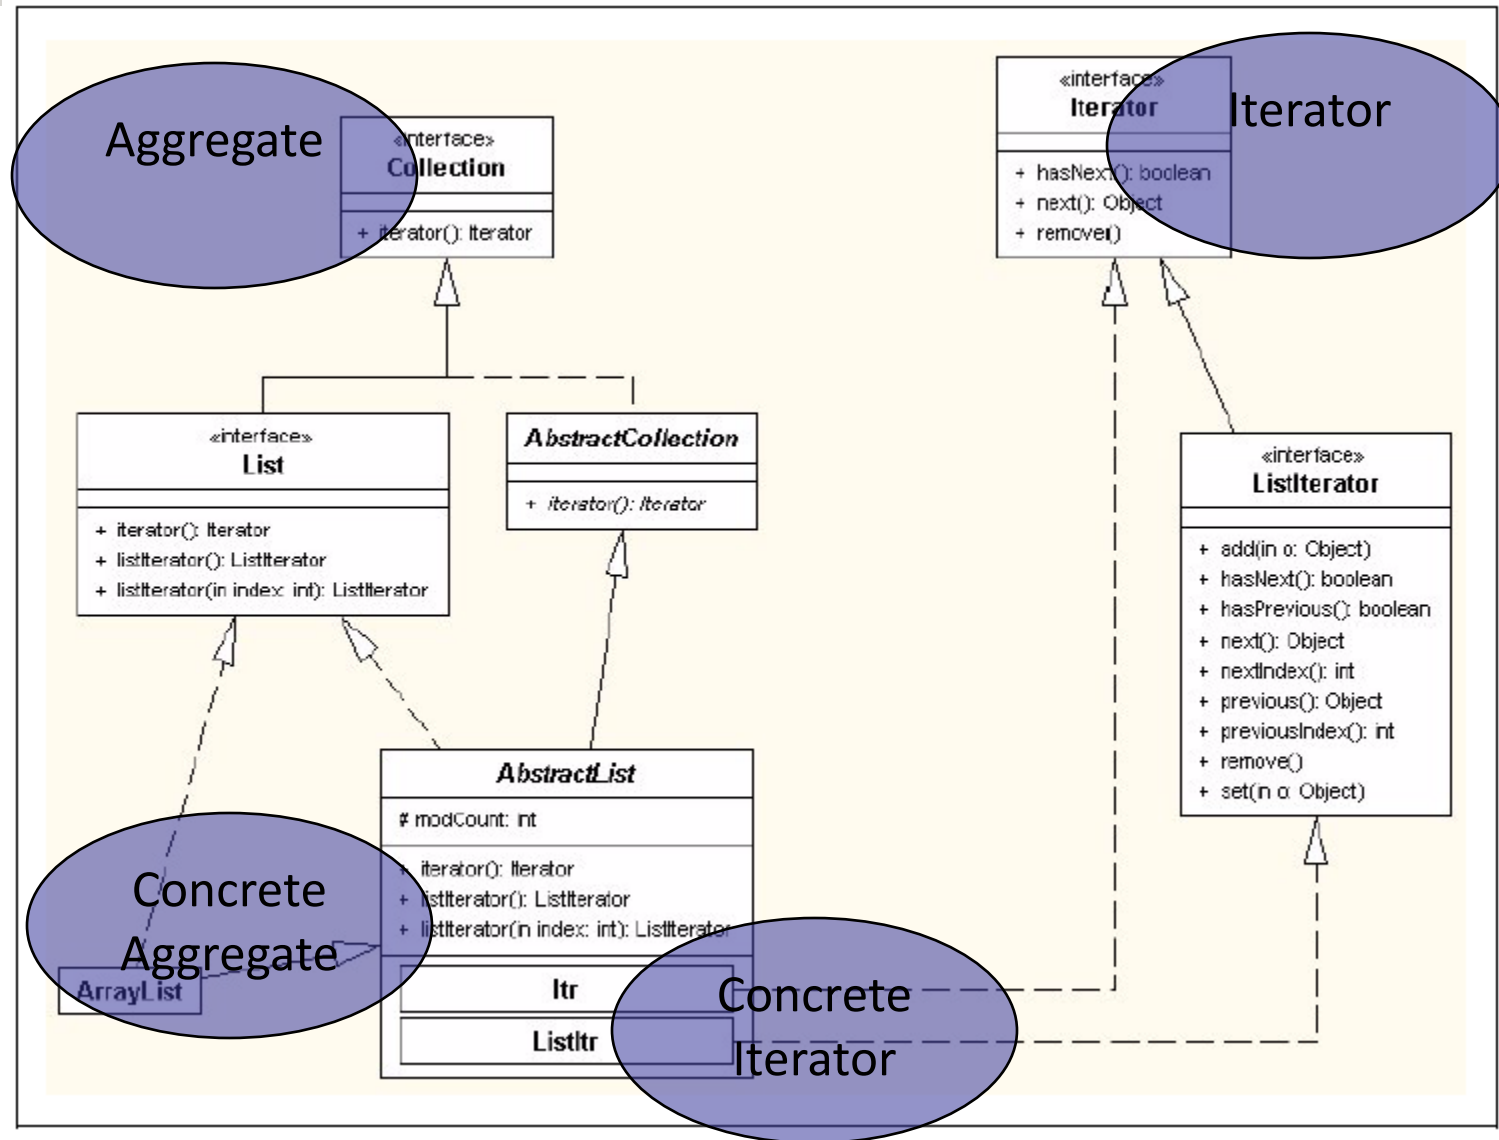 Aggregate
«interface»
Collection
+ iterator(): Iterator
«interface»
Iterator
+ hasNext(): boolean
+ next(): Object
+ remove()
Iterator
«interface»
List
+ iterator(): Iterator
+ listIterator(): ListIterator
+ listIterator(in index: int): ListIterator
AbstractCollection
+ iterator(): Iterator
«interface»
ListIterator
+ add(in o: Object)
+ hasNext(): boolean
+ hasPrevious(): boolean
+ next(): Object
+ nextIndex(): int
+ previous(): Object
+ previousIndex(): int
+ remove()
+ set(in o: Object)
AbstractList
# modCount: int
+ iterator(): Iterator
+ listIterator(): ListIterator
+ listIterator(in index: int): ListIterator
Itr
ListItr
Concrete
Aggregate
ArrayList
Concrete
Iterator